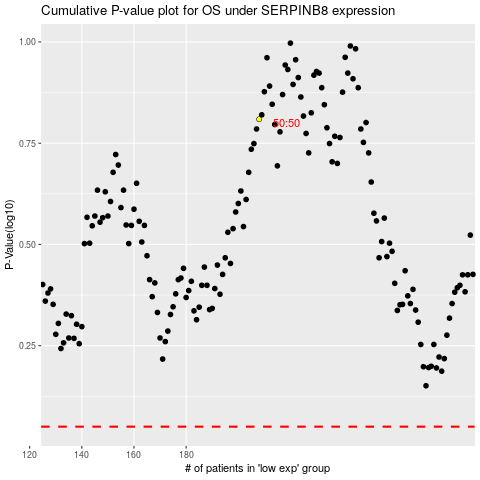 Cumulative P-value plot for OS under SERPINB8 expression
P-Value(log10)
1.00
0.75
0.50
0.25
50:50
120 140 160 180
# of patients in 'low exp' group